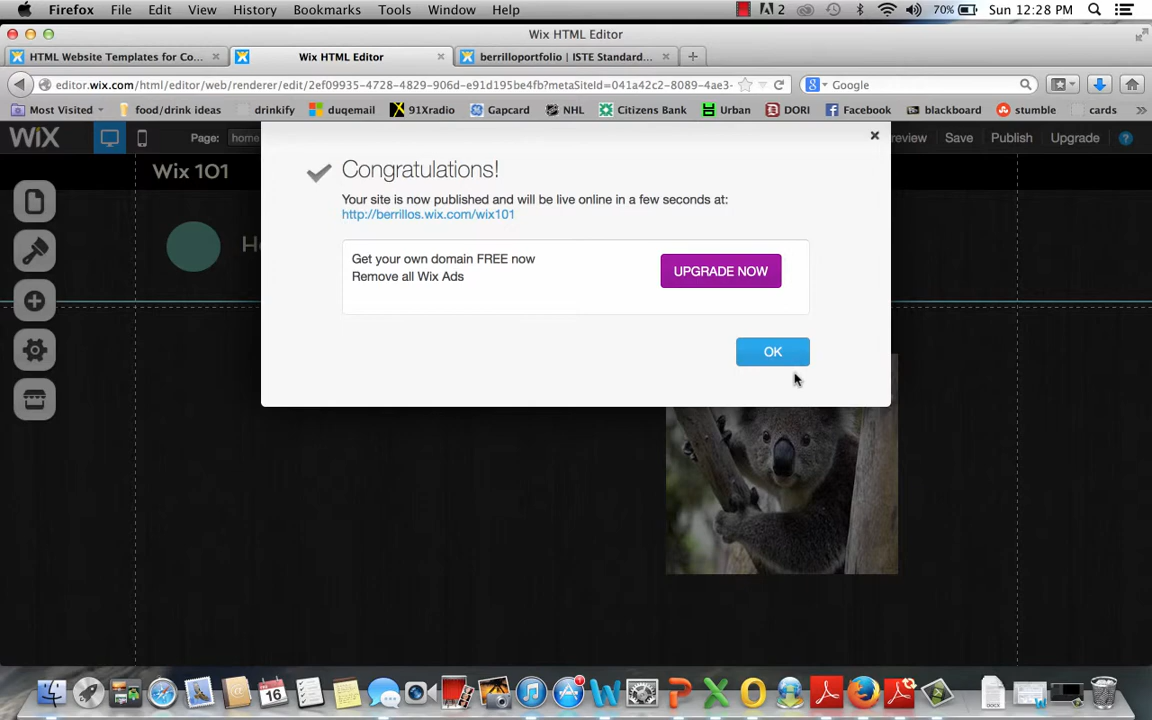 Firefox File Edit View History Bookmarks Tools Window Help 2 70% Sun 12:28 PM
Wix HTML Editor
HTML Website Templates for Co... Wix HTML Editor berrilloportfolio | ISTE Standard...
editor.wix.com/html/editor/web/renderer/edit/2ef09935-4728-4829-906d-e91d195be4fb?metaSiteId=041a42c2-8089-4ae3- Google
Most Visited food/drink ideas drinkify duqemail 91Xradio Gapcard NHL Citizens Bank Urban DORI Facebook blackboard stumble cards
WiX Page: home review Save Publish Upgrade ?
Wix 101
Congratulations!
Your site is now published and will be live online in a few seconds at:
http://berrillos.wix.com/wix101
He
Get your own domain FREE now
Remove all Wix Ads
UPGRADE NOW
OK
16